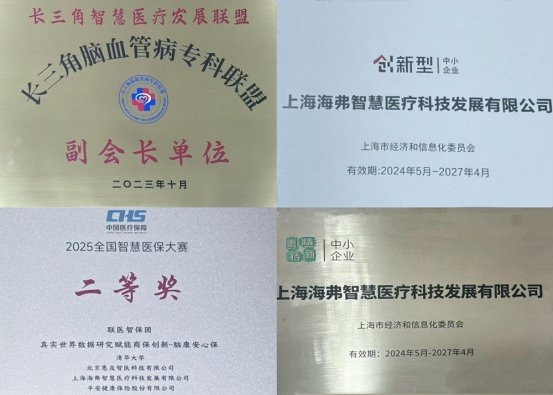 长三角智慧医疗发展联盟
长三角脑血管病专科联盟
副会长单位
二〇二三年十月
创新型 中小企业
上海海弗智慧医疗科技发展有限公司
上海市经济和信息化委员会
有效期:2024年5月-2027年4月
CHS
中国医疗保障
2025全国智慧医保大赛
二等奖
联医智保团
真实世界数据研究赋能商保创新-脑康安心保
清华大学
北京惠及智医科技有限公司
上海海弗智慧医疗科技发展有限公司
平安健康保险股份有限公司
专精特新 中小企业
上海海弗智慧医疗科技发展有限公司
上海市经济和信息化委员会
有效期：2024年5月-2027年4月